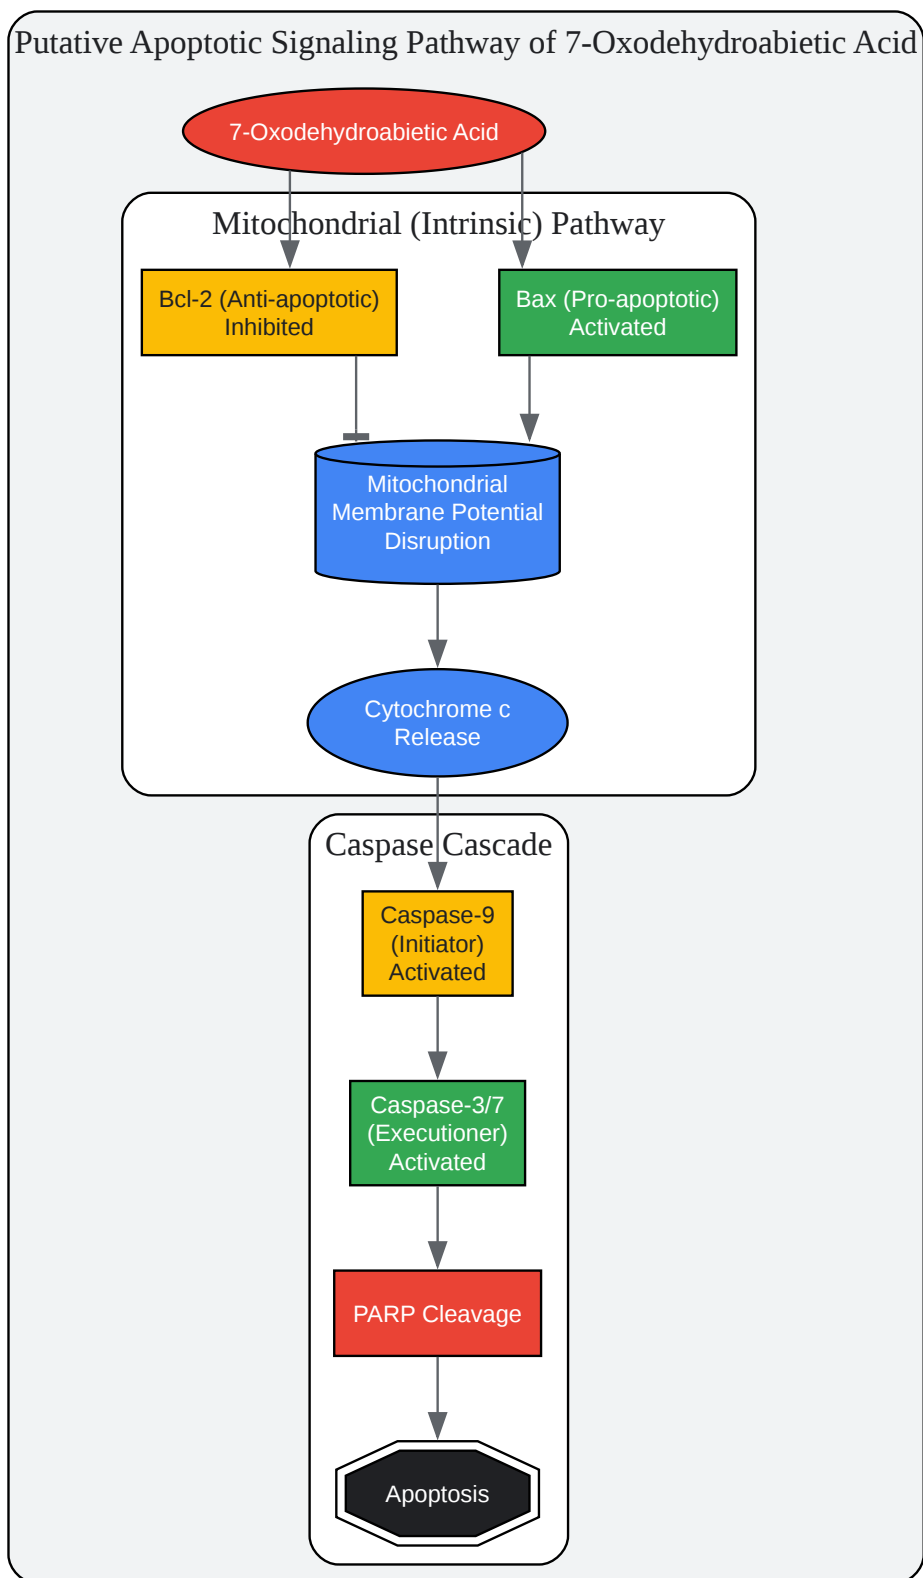 Putative Apoptotic Signaling Pathway of 7-Oxodehydroabietic Acid
7-Oxodehydroabietic Acid
Mitochondrial (Intrinsic) Pathway
Bcl-2 (Anti-apoptotic)
Inhibited
Bax (Pro-apoptotic)
Activated
Mitochondrial
Membrane Potential
Disruption
Cytochrome c
Release
Caspase Cascade
Caspase-9
(Initiator)
Activated
Caspase-3/7
(Executioner)
Activated
PARP Cleavage
Apoptosis